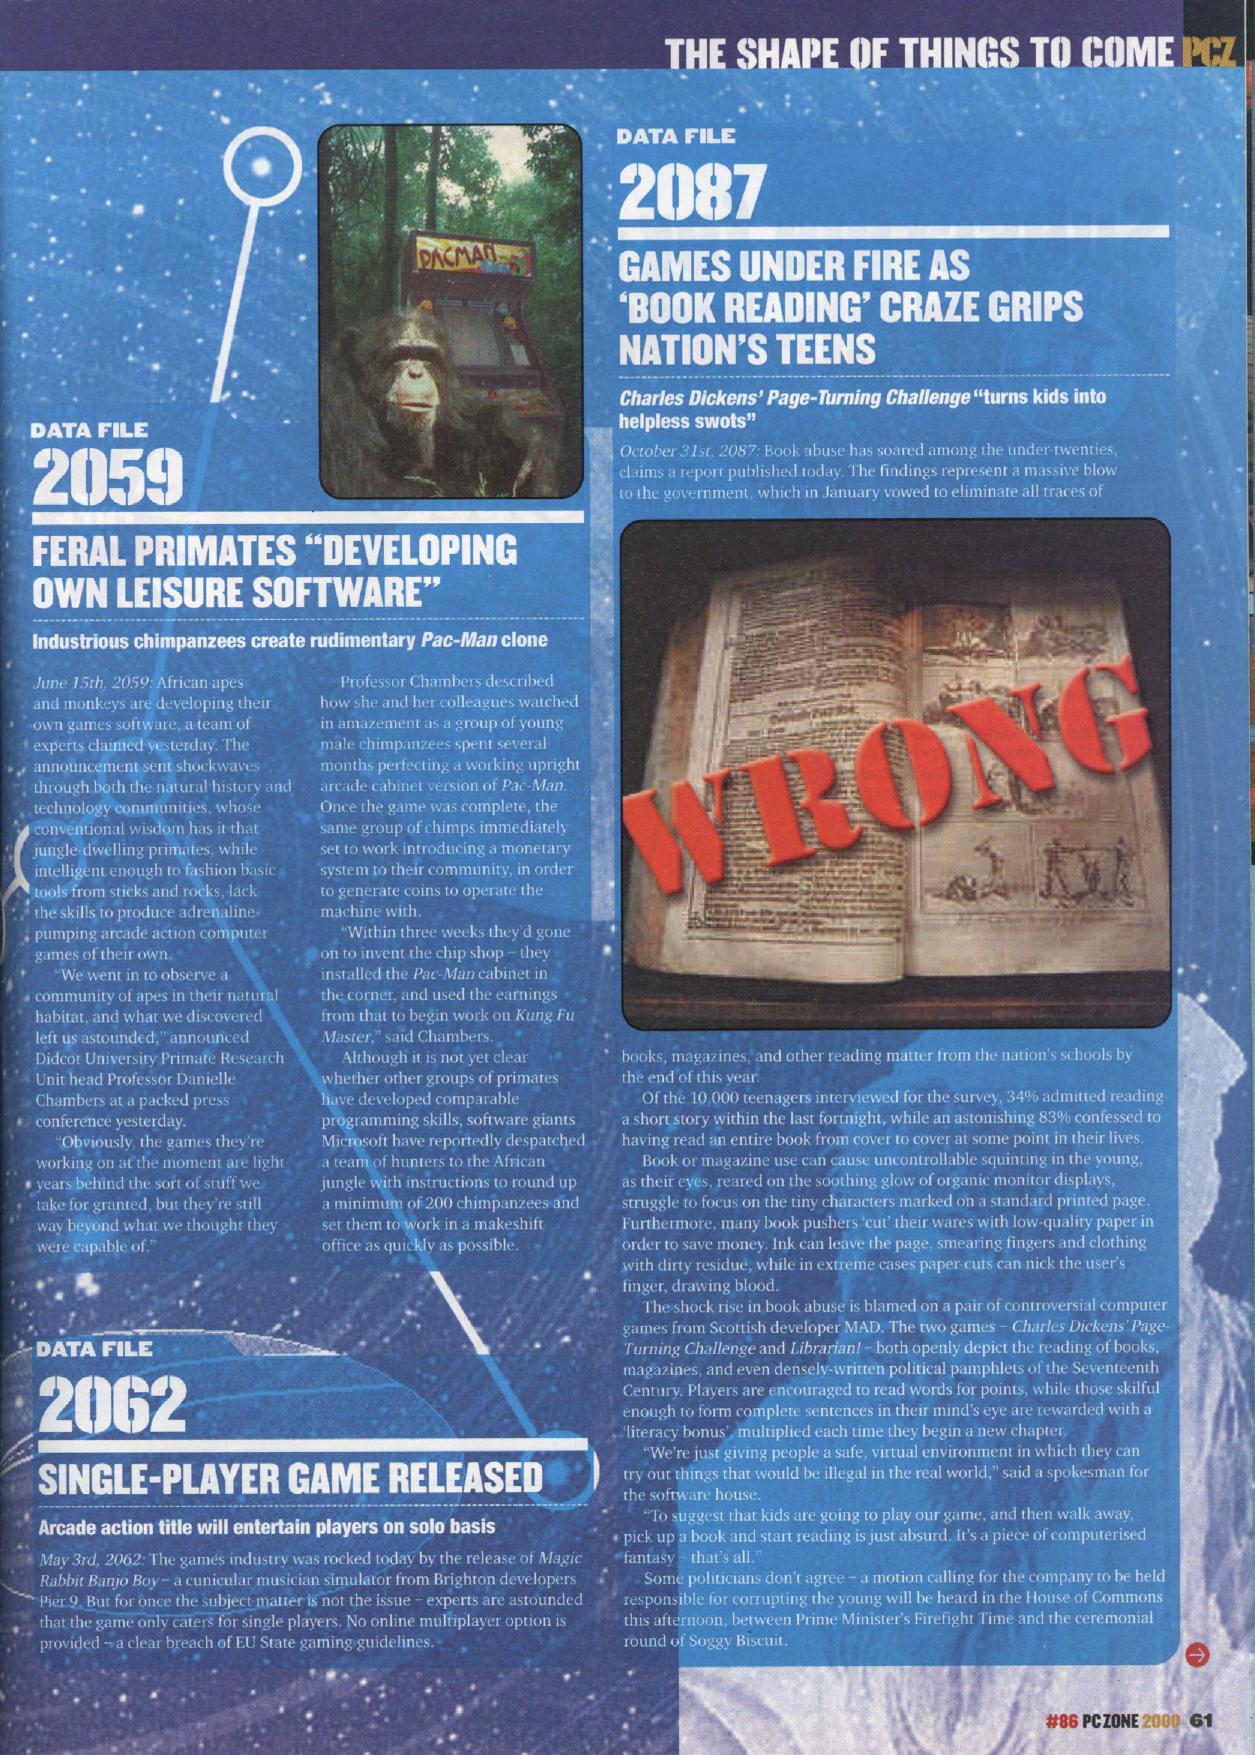 THE SHAPE OF THINGS TO COME PCZ
PACMAN
DATA FILE
2059
FERAL PRIMATES “DEVELOPING
OWN LEISURE SOFTWARE”
Industrious chimpanzees create rudimentary Pac-Man clone
June 15th, 2059: African apes
and monkeys are developing their
own games software, a team of
experts claimed yesterday. The
announcement sent shockwaves
through both the natural history and
technology communities, whose
conventional wisdom has it that
jungle-dwelling primates, while
intelligent enough to fashion basic
tools from sticks and rocks, lack
the skills to produce adrenaline-
pumping arcade action computer
games of their own.
“We went in to observe a
community of apes in their natural
habitat, and what we discovered
left us astounded,” announced
Didcot University Primate Research
Unit head Professor Danielle
Chambers at a packed press
conference yesterday.
“Obviously, the games they’re
working on at the moment are light
years behind the sort of stuff we
take for granted, but they’re still
way beyond what we thought they
were capable of.”
Professor Chambers described
how she and her colleagues watched
in amazement as a group of young
male chimpanzees spent several
months perfecting a working upright
arcade cabinet version of Pac-Man.
Once the game was complete, the
same group of chimps immediately
set to work introducing a monetary
system to their community, in order
to generate coins to operate the
machine with.
“Within three weeks they’d gone
on to invent the chip shop – they
installed the Pac-Man cabinet in
the corner, and used the earnings
from that to begin work on Kung Fu
Master,” said Chambers.
Although it is not yet clear
whether other groups of primates
have developed comparable
programming skills, software giants
Microsoft have reportedly despatched
a team of hunters to the African
jungle with instructions to round up
a minimum of 200 chimpanzees and
set them to work in a makeshift
office as quickly as possible.
DATA FILE
2062
SINGLE-PLAYER GAME RELEASED
Arcade action title will entertain players on solo basis
May 3rd, 2062: The games industry was rocked today by the release of Magic
Rabbit Banjo Boy – a cunicular musician simulator from Brighton developers
Pier 9. But for once the subject matter is not the issue – experts are astounded
that the game only caters for single players. No online multiplayer option is
provided – a clear breach of EU State gaming guidelines.
DATA FILE
2087
GAMES UNDER FIRE AS
‘BOOK READING’ CRAZE GRIPS
NATION’S TEENS
Charles Dickens’ Page-Turning Challenge “turns kids into
helpless swots”
October 31st, 2087: Book abuse has soared among the under-twenties,
claims a report published today. The findings represent a massive blow
to the government, which in January vowed to eliminate all traces of
WRONG
books, magazines, and other reading matter from the nation’s schools by
the end of this year.
Of the 10,000 teenagers interviewed for the survey, 34% admitted reading
a short story within the last fortnight, while an astonishing 83% confessed to
having read an entire book from cover to cover at some point in their lives.
Book or magazine use can cause uncontrollable squinting in the young,
as their eyes, reared on the soothing glow of organic monitor displays,
struggle to focus on the tiny characters marked on a standard printed page.
Furthermore, many book pushers ‘cut’ their wares with low-quality paper in
order to save money. Ink can leave the page, smearing fingers and clothing
with dirty residue, while in extreme cases paper cuts can nick the user’s
finger, drawing blood.
The shock rise in book abuse is blamed on a pair of controversial computer
games from Scottish developer MAD. The two games – Charles Dickens’ Page-
Turning Challenge and Librarian! – both openly depict the reading of books,
magazines, and even densely-written political pamphlets of the Seventeenth
Century. Players are encouraged to read words for points, while those skilful
enough to form complete sentences in their mind’s eye are rewarded with a
‘literacy bonus’, multiplied each time they begin a new chapter.
“We’re just giving people a safe, virtual environment in which they can
try out things that would be illegal in the real world,” said a spokesman for
the software house.
“To suggest that kids are going to play our game, and then walk away,
pick up a book and start reading is just absurd. It’s a piece of computerised
fantasy – that’s all.”
Some politicians don’t agree – a motion calling for the company to be held
responsible for corrupting the young will be heard in the House of Commons
this afternoon, between Prime Minister’s Firefight Time and the ceremonial
round of Soggy Biscuit.
#86 PC ZONE 2000 61